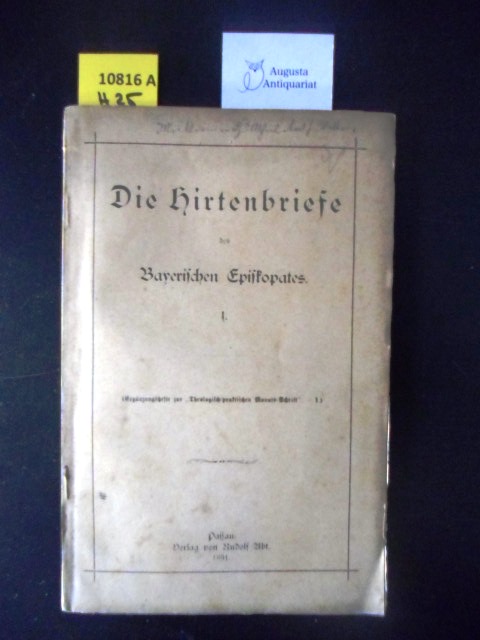 10816 A
H 35
Augusta
Antiquariat
Die Hirtenbriefe
des
Bayerischen Episkopates.
I.
(Ergänzungshefte zur „Theologisch-praktischen Monats-Schrift" I.)
Passau.
Verlag von Rudolf Abt.